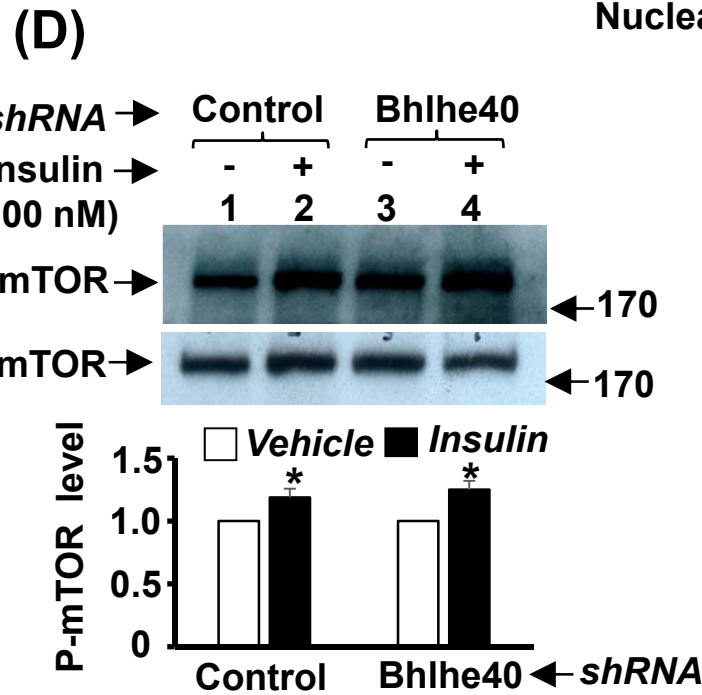 (D)
Nuclea
shRNA Control Bhlhe40
nsulin - + - +
00 nM) 1 2 3 4
mTOR
170
mTOR
170
Vehicle Insulin
P-mTOR level
1.5
1.0
0.5
0
* *
Control Bhlhe40 shRNA